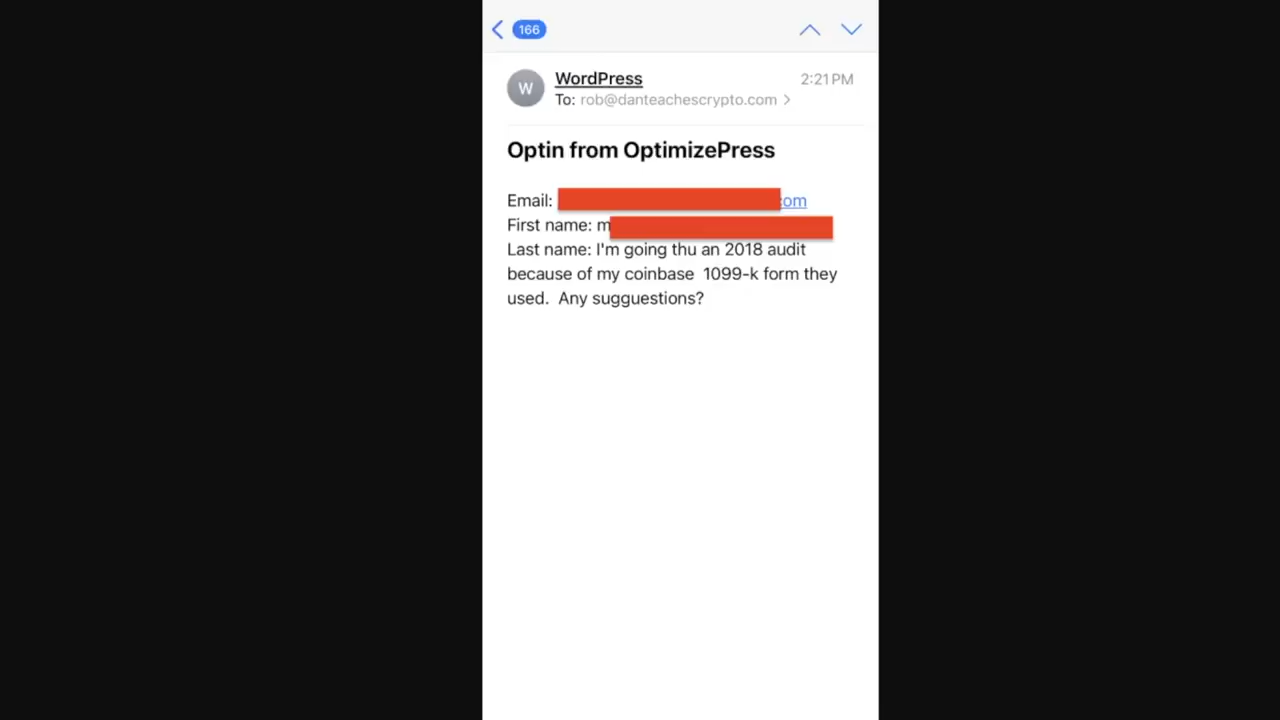 166
WordPress
2:21 PM
To: rob@danteachescrypto.com
Optin from OptimizePress
Email: om
First name: m
Last name: I'm going thu an 2018 audit
because of my coinbase 1099-k form they
used. Any sugguestions?